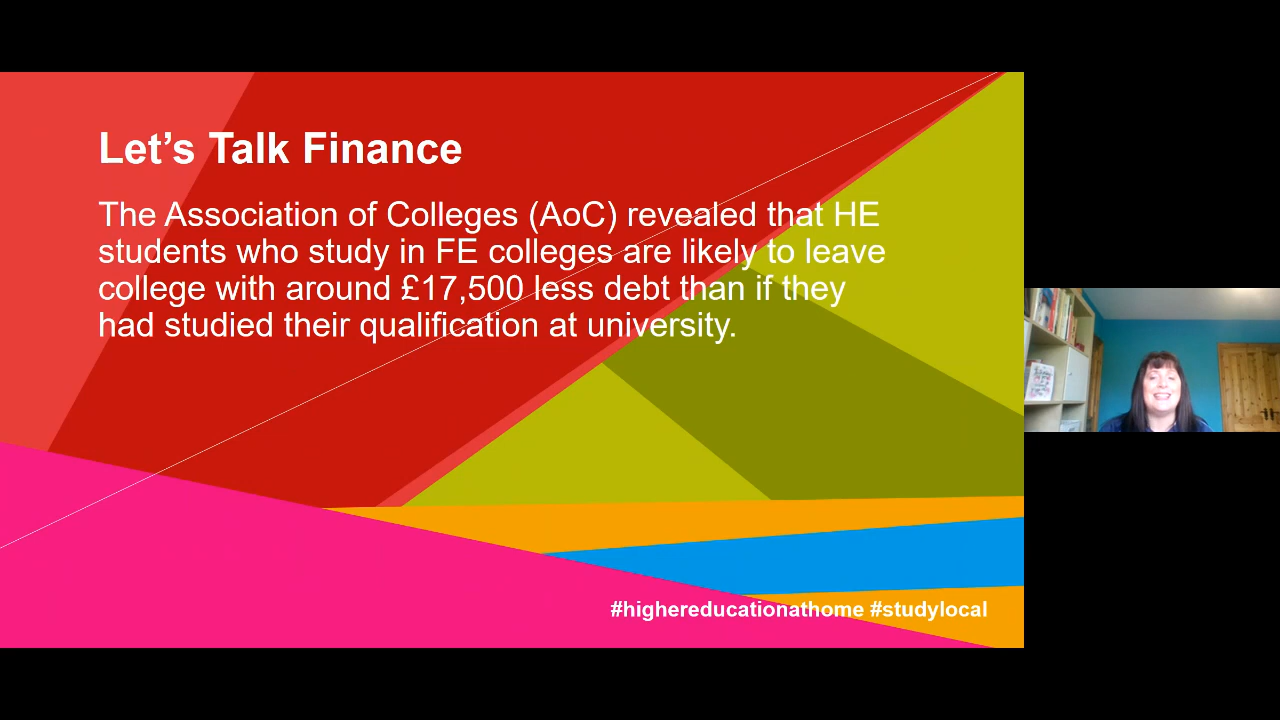 Let's Talk Finance
The Association of Colleges (AoC) revealed that HE
students who study in FE colleges are likely to leave
college with around £17,500 less debt than if they
had studied their qualification at university.
#highereducationathome #studylocal